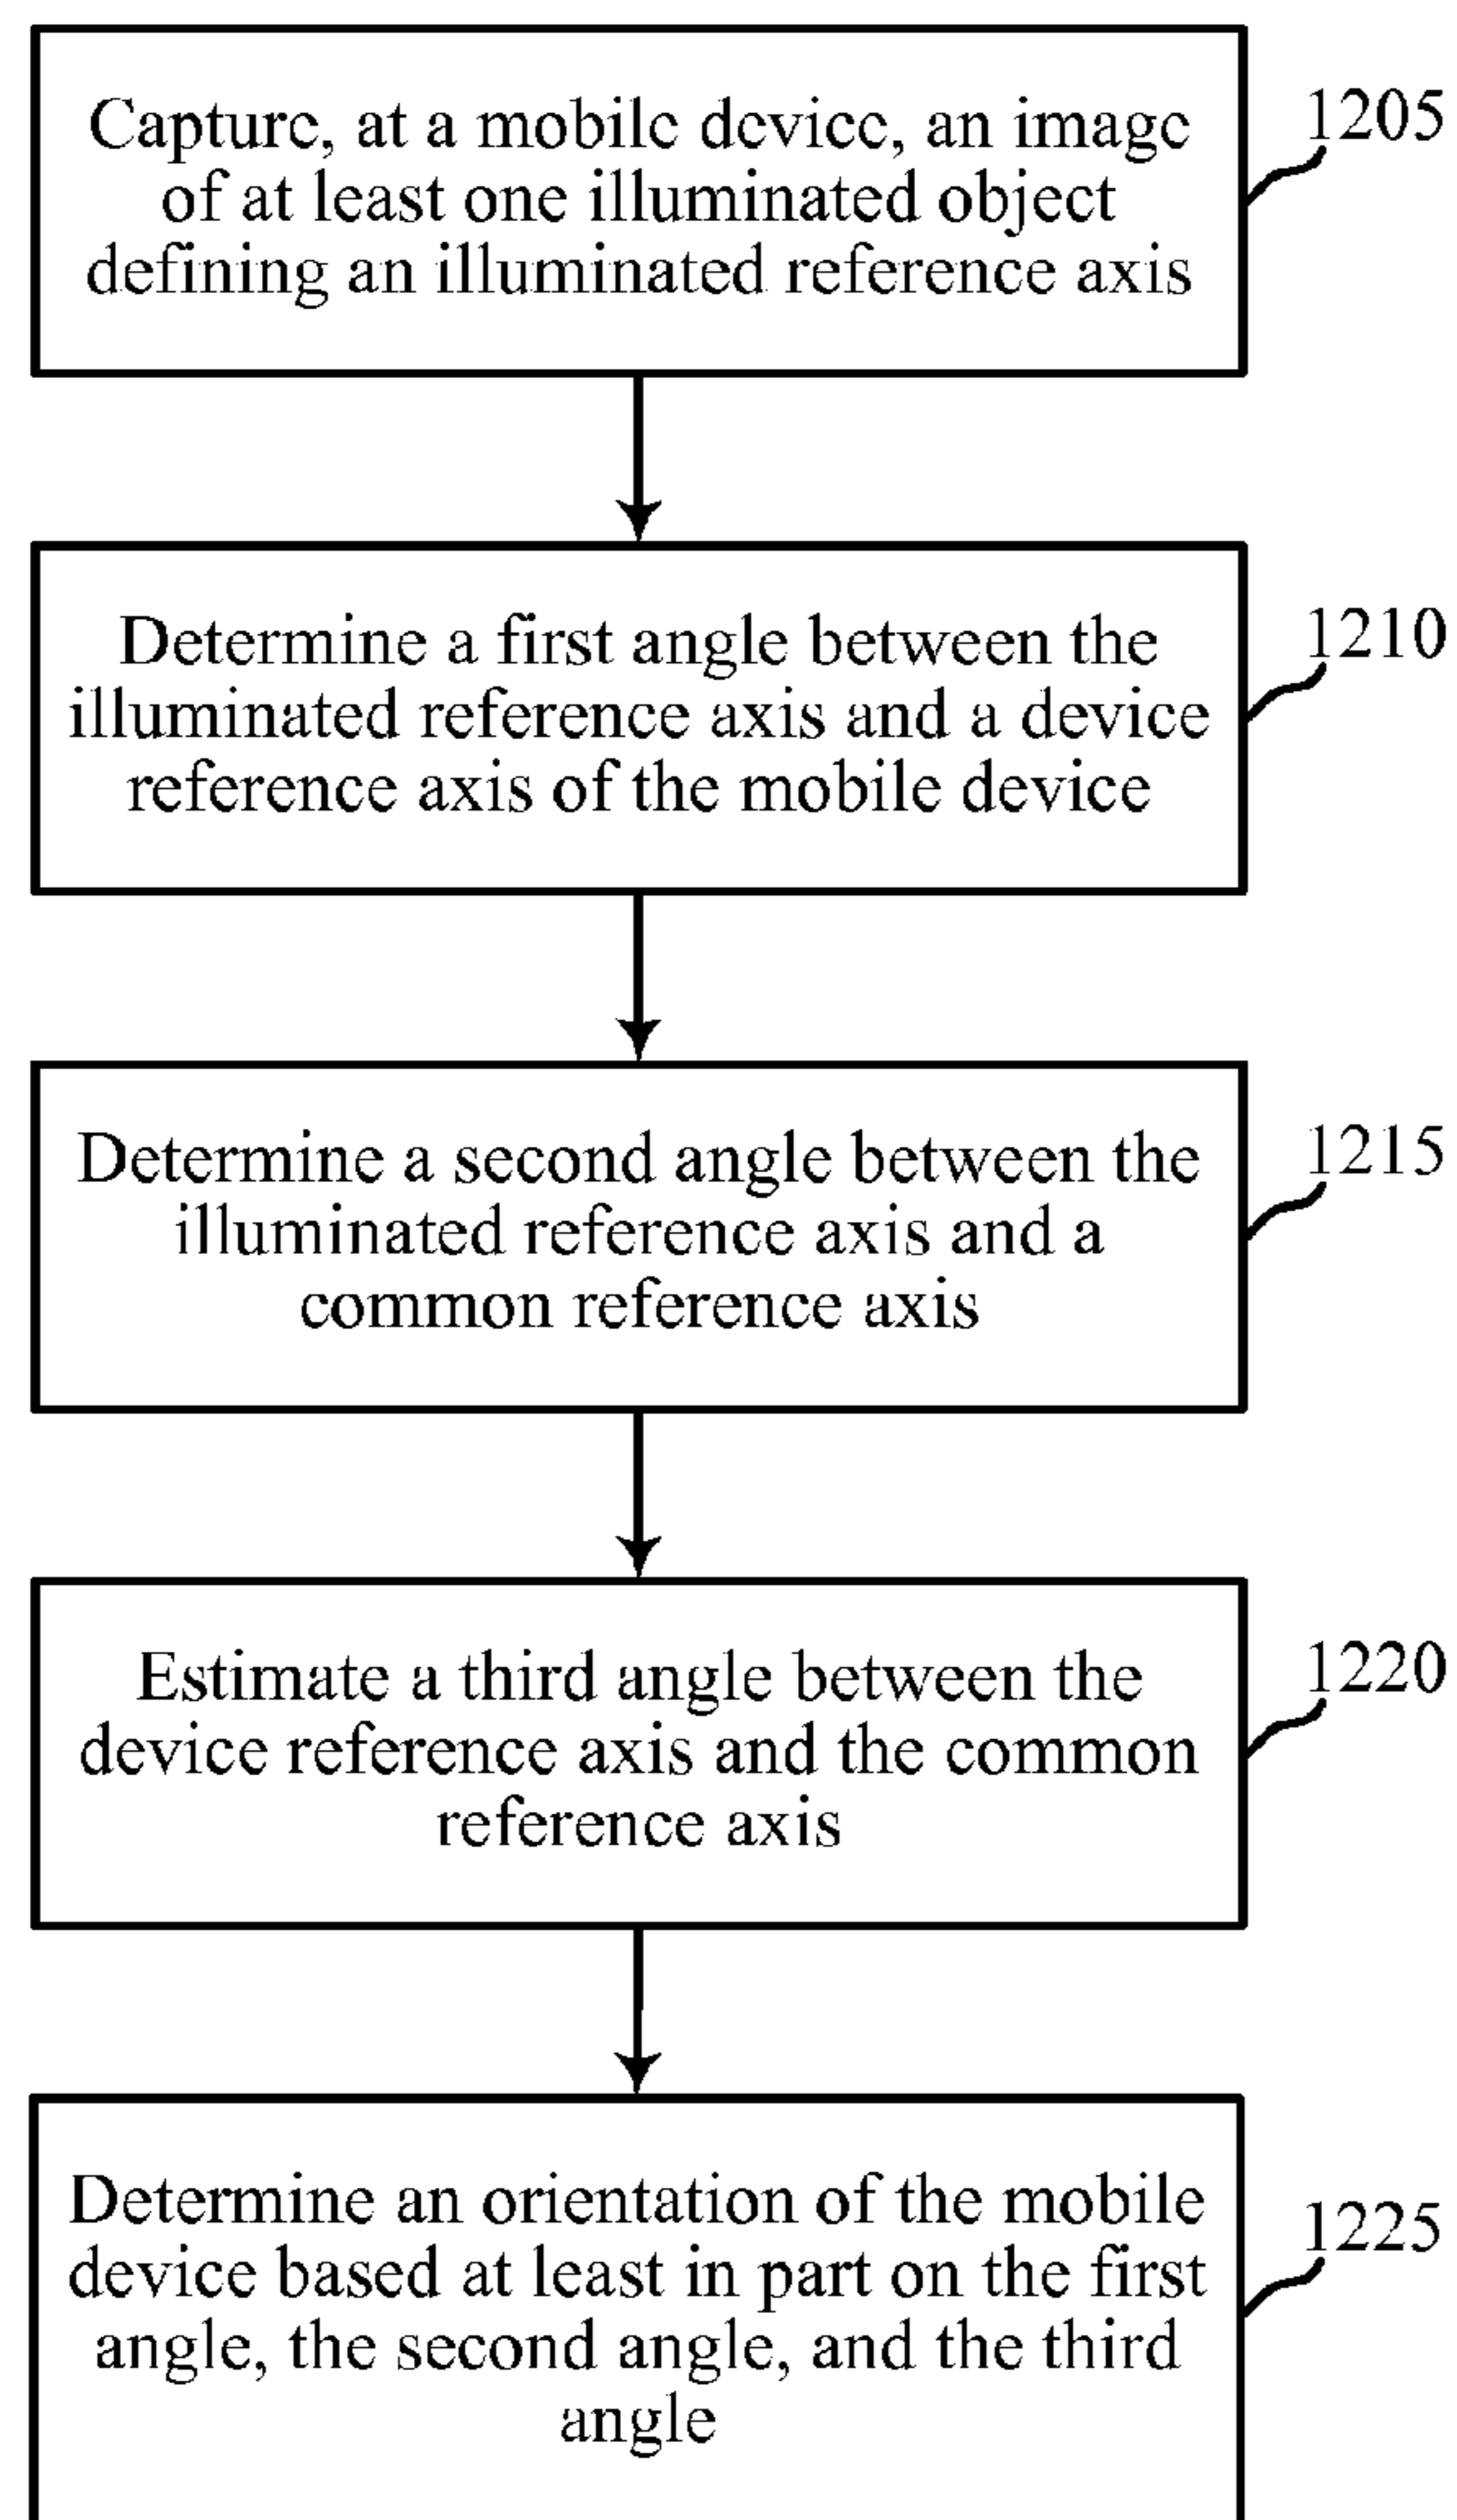 Capture, at a mobile device, an image
of at least one illuminated object
defining an illuminated reference axis
1205
Determine a first angle between the
illuminated reference axis and a device
reference axis of the mobile device
1210
Determine a second angle between the
illuminated reference axis and a
common reference axis
1215
Estimate a third angle between the
device reference axis and the common
reference axis
1220
Determine an orientation of the mobile
device based at least in part on the first
angle, the second angle, and the third
angle
1225